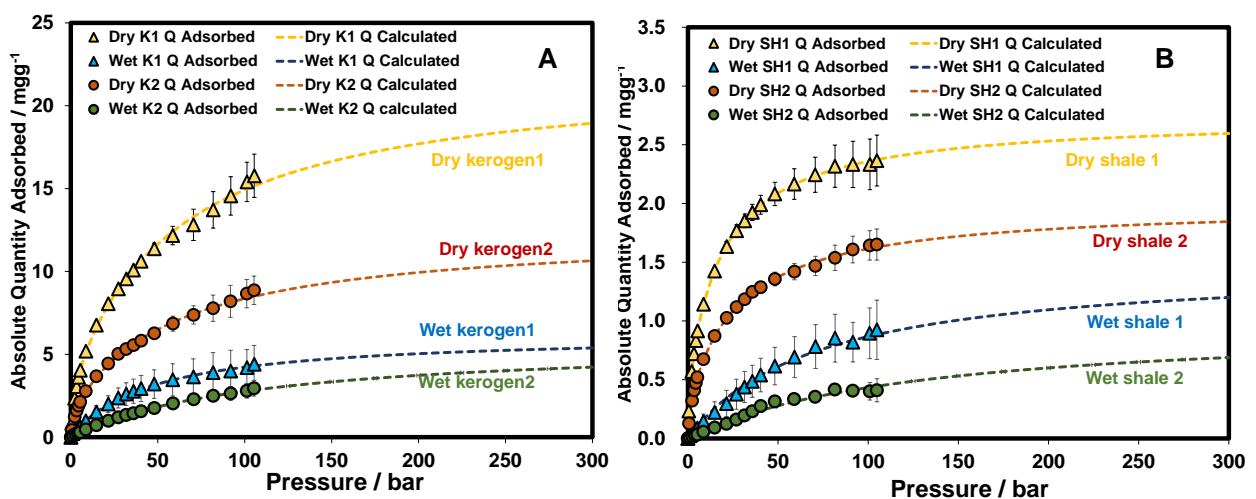 25
20
15
10
5
0
0
50
100
150
200
250
300
Absolute Quantity Adsorbed / mgg⁻¹
Pressure / bar
A
Dry K1 Q Adsorbed
Dry K1 Q Calculated
Wet K1 Q Adsorbed
Wet K1 Q Calculated
Dry K2 Q Adsorbed
Dry K2 Q Calculated
Wet K2 Q Adsorbed
Wet K2 Q calculated
Dry kerogen1
Dry kerogen2
Wet kerogen1
Wet kerogen2
3.5
3.0
2.5
2.0
1.5
1.0
0.5
0.0
0
50
100
150
200
250
300
Absolute Quantity Adsorbed / mgg⁻¹
Pressure / bar
B
Dry SH1 Q Adsorbed
Dry SH1 Q Calculated
Wet SH1 Q Adsorbed
Wet SH1 Q Calculated
Dry SH2 Q Adsorbed
Dry SH2 Q Calculated
Wet SH2 Q Adsorbed
Wet SH2 Q Calculated
Dry shale 1
Dry shale 2
Wet shale 1
Wet shale 2